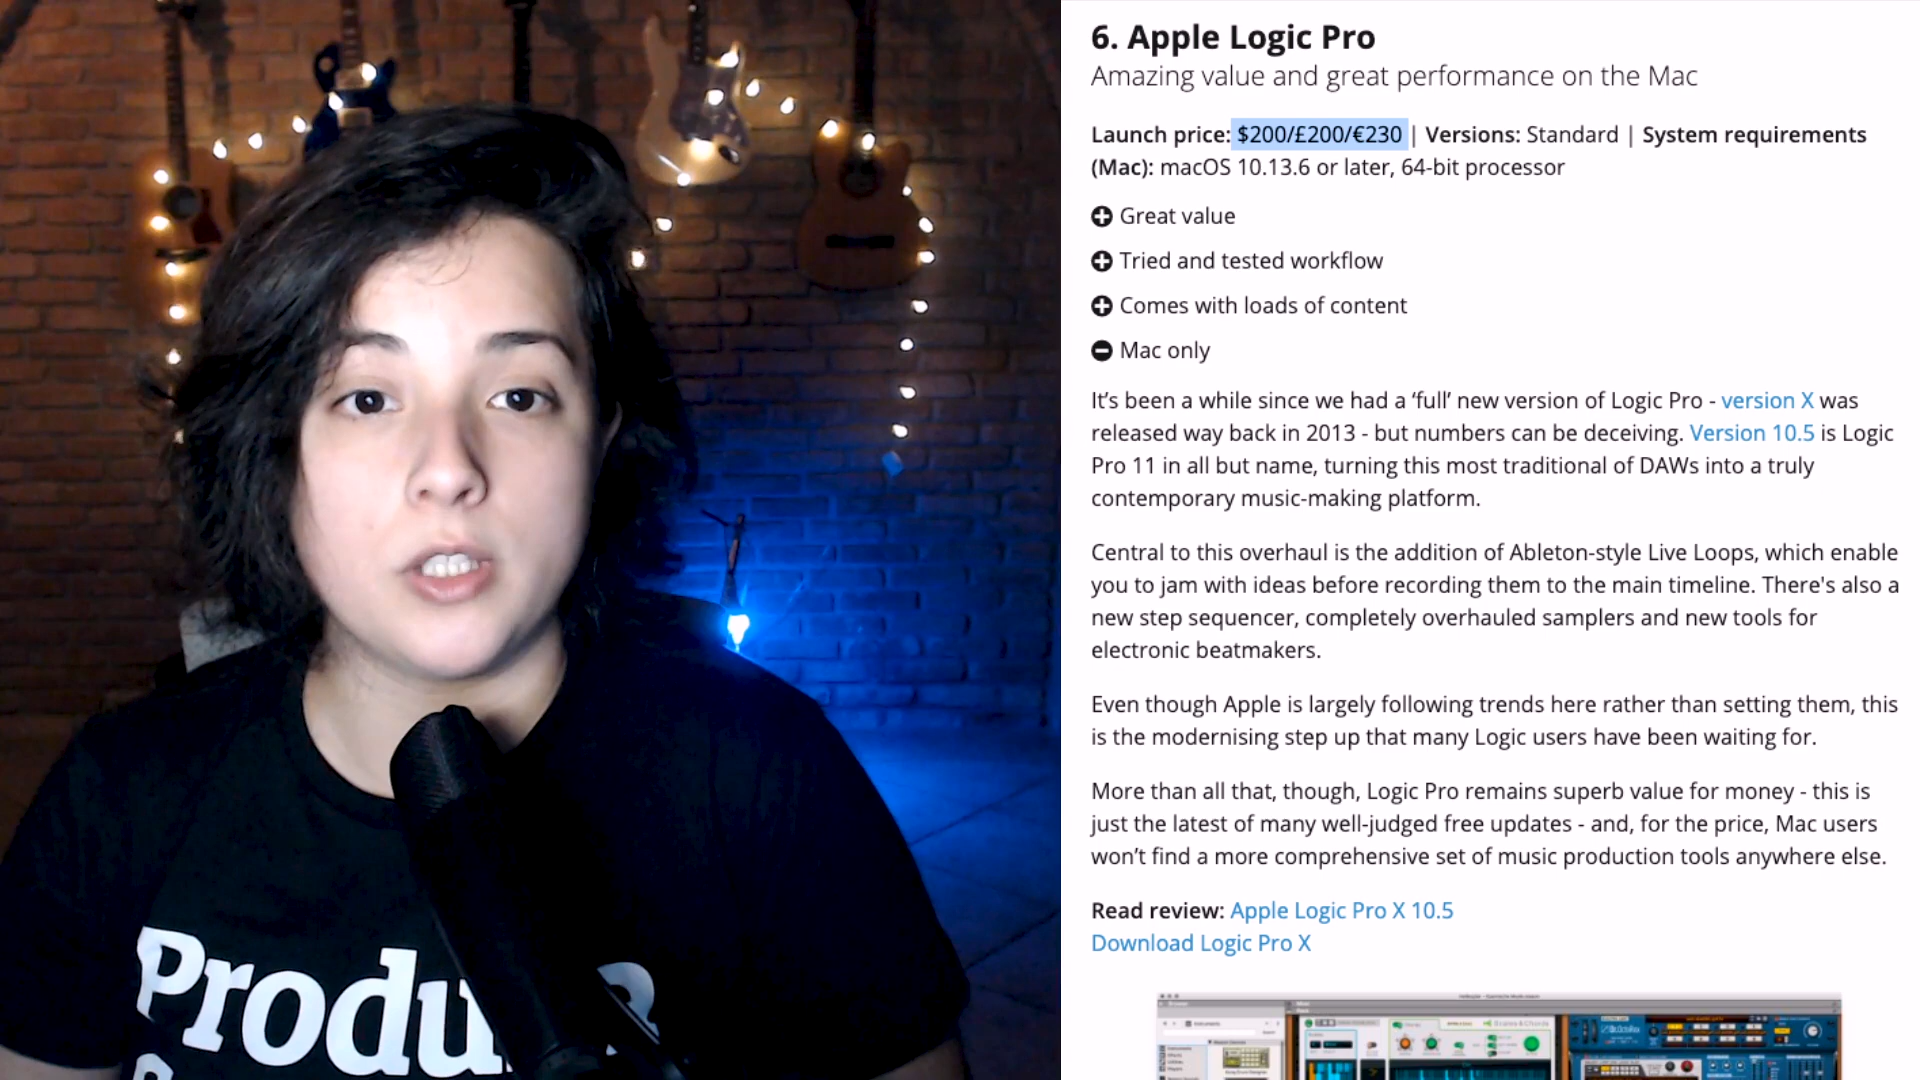 6. Apple Logic Pro
Amazing value and great performance on the Mac
Launch price: $200/£200/€230 | Versions: Standard | System requirements
(Mac): macOS 10.13.6 or later, 64-bit processor
Great value
Tried and tested workflow
Comes with loads of content
Mac only
It’s been a while since we had a ‘full’ new version of Logic Pro - version X was
released way back in 2013 - but numbers can be deceiving. Version 10.5 is Logic
Pro 11 in all but name, turning this most traditional of DAWs into a truly
contemporary music-making platform.
Central to this overhaul is the addition of Ableton-style Live Loops, which enable
you to jam with ideas before recording them to the main timeline. There's also a
new step sequencer, completely overhauled samplers and new tools for
electronic beatmakers.
Even though Apple is largely following trends here rather than setting them, this
is the modernising step up that many Logic users have been waiting for.
More than all that, though, Logic Pro remains superb value for money - this is
just the latest of many well-judged free updates - and, for the price, Mac users
won’t find a more comprehensive set of music production tools anywhere else.
Read review: Apple Logic Pro X 10.5
Download Logic Pro X
Produ